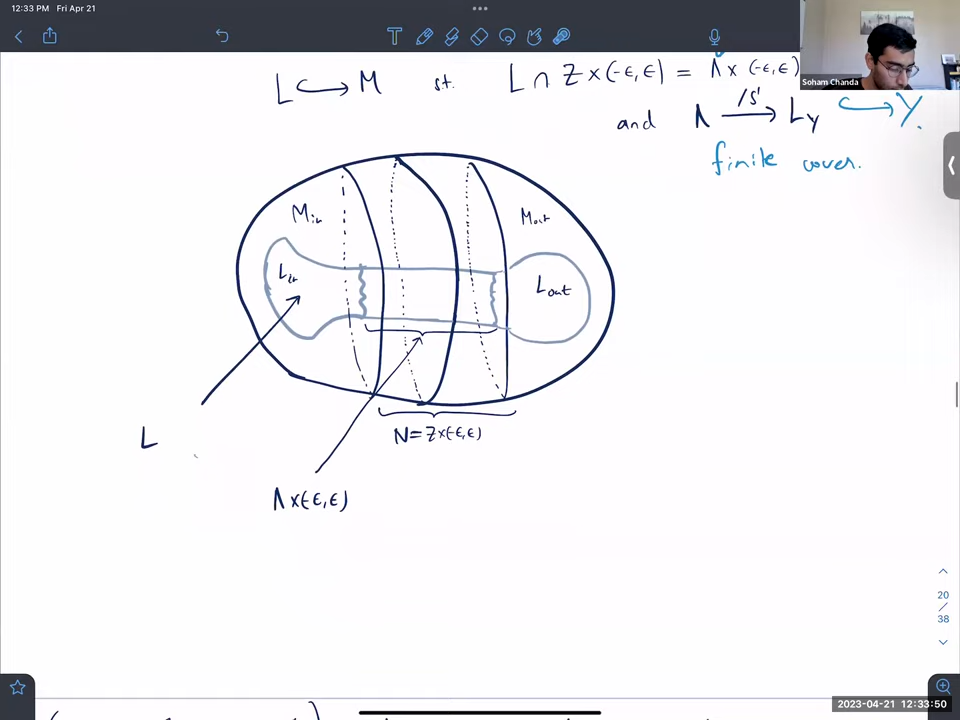 12:33 PM Fri Apr 21
L ↪ M st. L ∩ Z × (-ε, ε) = Λ × (-ε, ε)
Soham Chanda
and Λ —/S¹→ L_Y ↪ Y.
finite cover.
M_in
M_out
L_in
L_out
N = Z × (-ε, ε)
L
Λ × (-ε, ε)
20
/
38
2023-04-21 12:33:50